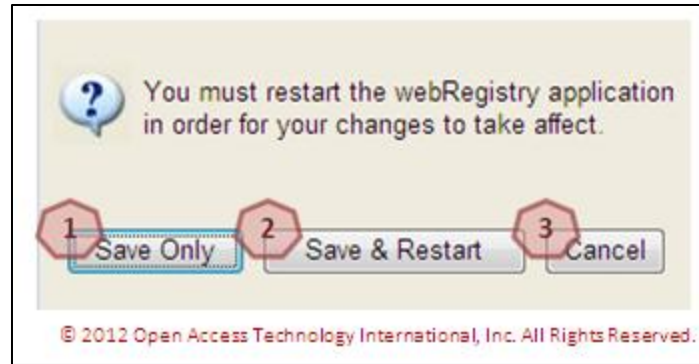 ?
You must restart the webRegistry application
in order for your changes to take affect.
1 Save Only 2 Save & Restart 3 Cancel
© 2012 Open Access Technology International, Inc. All Rights Reserved.